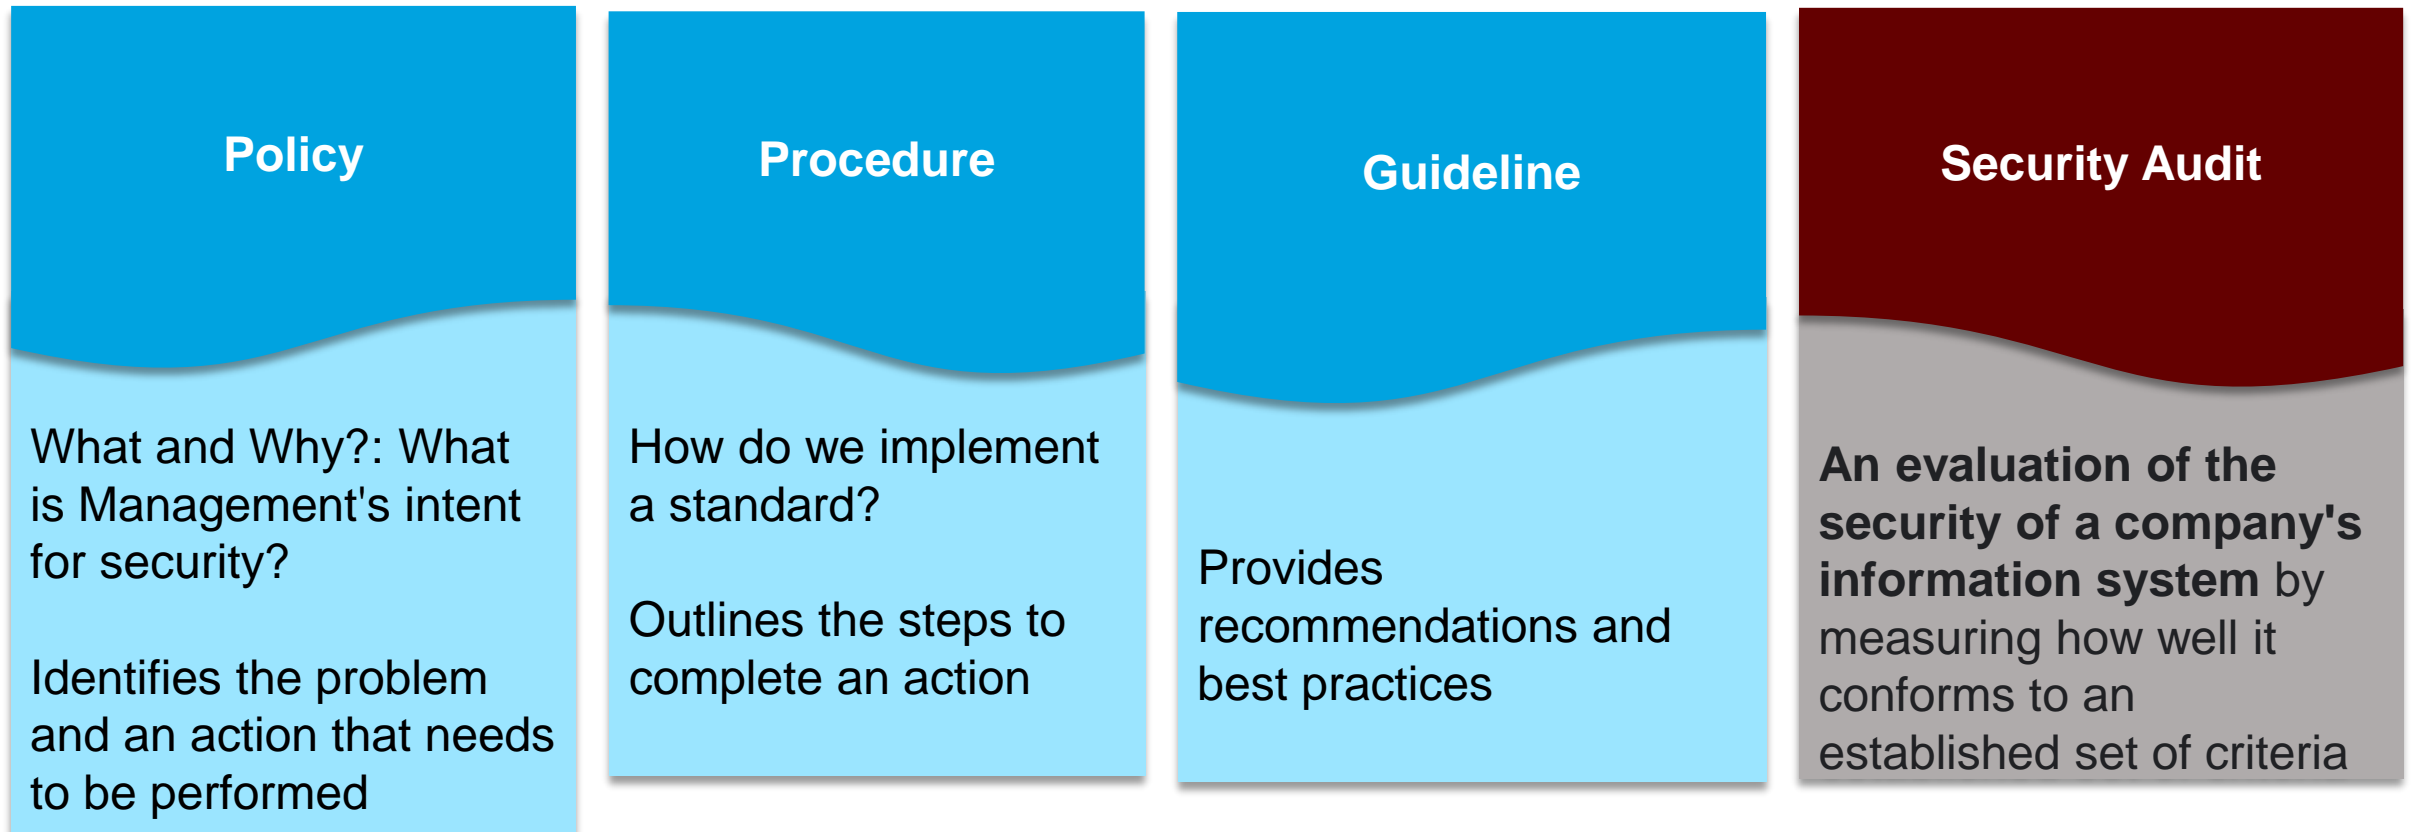 Policy
What and Why?: What
is Management's intent
for security?
Identifies the problem
and an action that needs
to be performed
Procedure
How do we implement
a standard?
Outlines the steps to
complete an action
Guideline
Provides
recommendations and
best practices
Security Audit
An evaluation of the
security of a company's
information system by
measuring how well it
conforms to an
established set of criteria